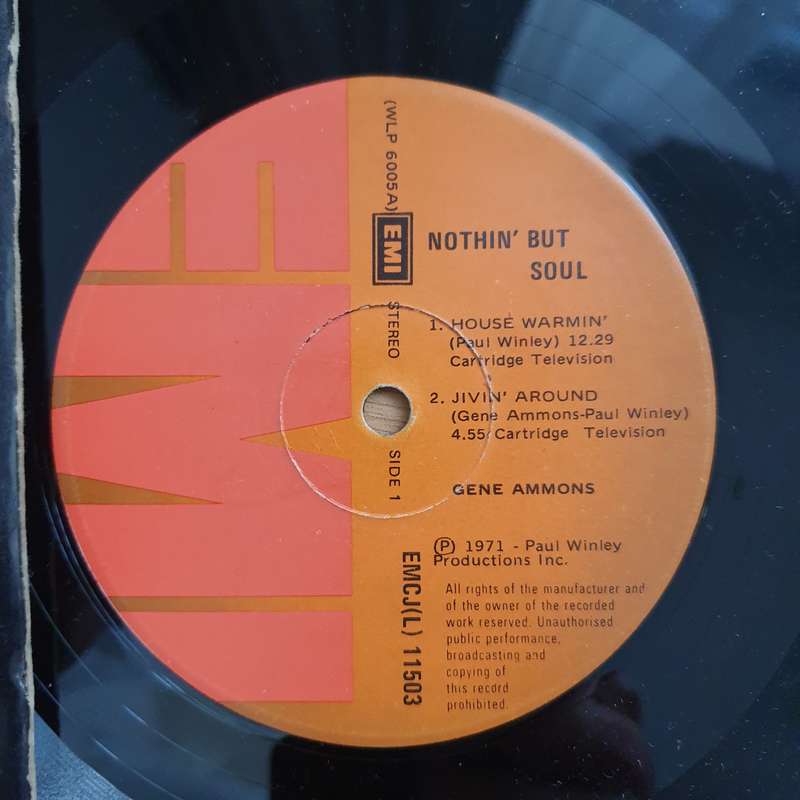 (WLP 6005A)
EMI
STEREO
SIDE 1
EMCJ(L) 11503
NOTHIN' BUT
SOUL
1. HOUSE WARMIN'
(Paul Winley) 12.29
Cartridge Television
2. JIVIN' AROUND
(Gene Ammons-Paul Winley)
4.55 Cartridge Television
GENE AMMONS
Ⓟ 1971 - Paul Winley
Productions Inc.
All rights of the manufacturer and
of the owner of the recorded
work reserved. Unauthorised
public performance,
broadcasting and
copying of
this record
prohibited.
EMI